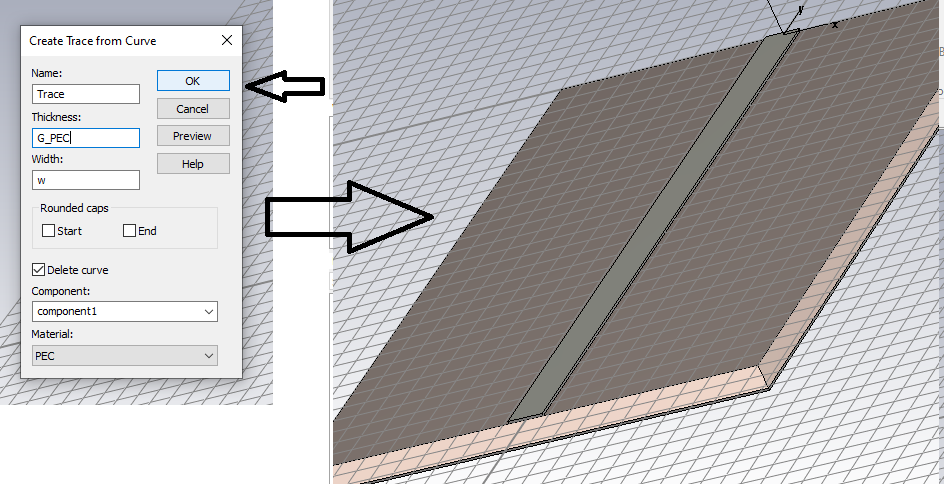 Create Trace from Curve
Name:
Trace
OK
Cancel
Thickness:
G_PEC
Preview
Width:
w
Help
Rounded caps
Start
End
Delete curve
Component:
component1
Material:
PEC
y
x